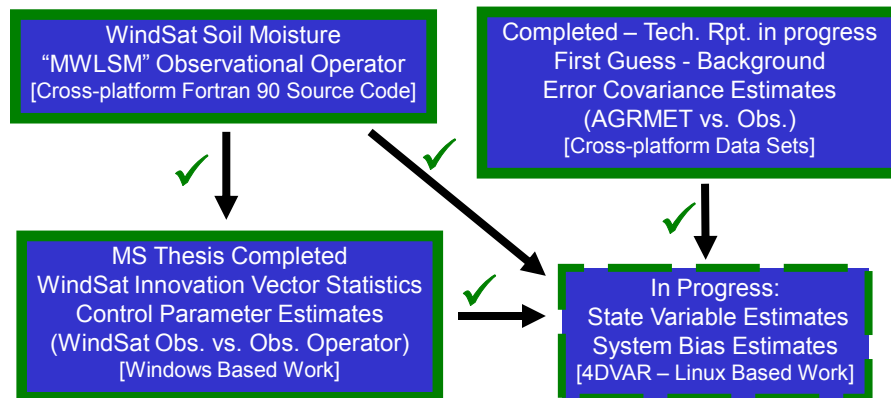 WindSat Soil Moisture
“MWLSM” Observational Operator
[Cross-platform Fortran 90 Source Code]
Completed – Tech. Rpt. in progress
First Guess - Background
Error Covariance Estimates
(AGRMET vs. Obs.)
[Cross-platform Data Sets]
MS Thesis Completed
WindSat Innovation Vector Statistics
Control Parameter Estimates
(WindSat Obs. vs. Obs. Operator)
[Windows Based Work]
In Progress:
State Variable Estimates
System Bias Estimates
[4DVAR – Linux Based Work]